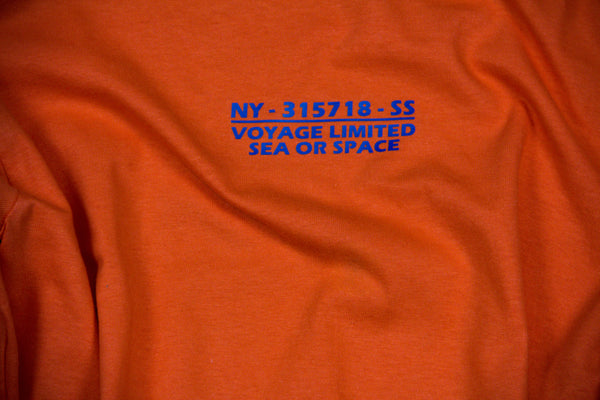 NY - 315718 - SS
VOYAGE LIMITED
SEA OR SPACE